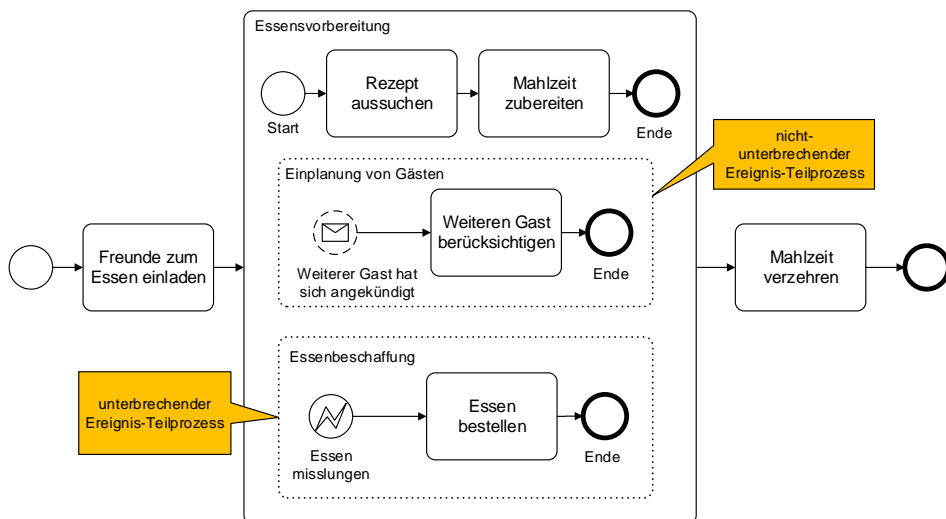 Essensvorbereitung
Rezept
aussuchen
Mahlzeit
zubereiten
Start
Ende
nicht-
unterbrechender
Ereignis-Teilprozess
Einplanung von Gästen
Weiteren Gast
berücksichtigen
Weiterer Gast hat
sich angekündigt
Ende
Freunde zum
Essen einladen
Mahlzeit
verzehren
Essenbeschaffung
unterbrechender
Ereignis-Teilprozess
Essen
bestellen
Essen
misslungen
Ende